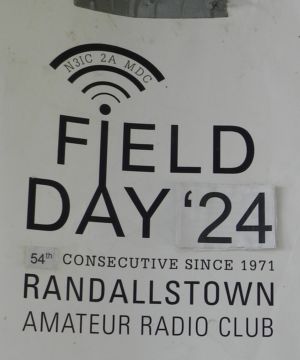 N3IC 2A MDC
FiELD
DAY '24
54th CONSECUTIVE SINCE 1971
RANDALLSTOWN
AMATEUR RADIO CLUB